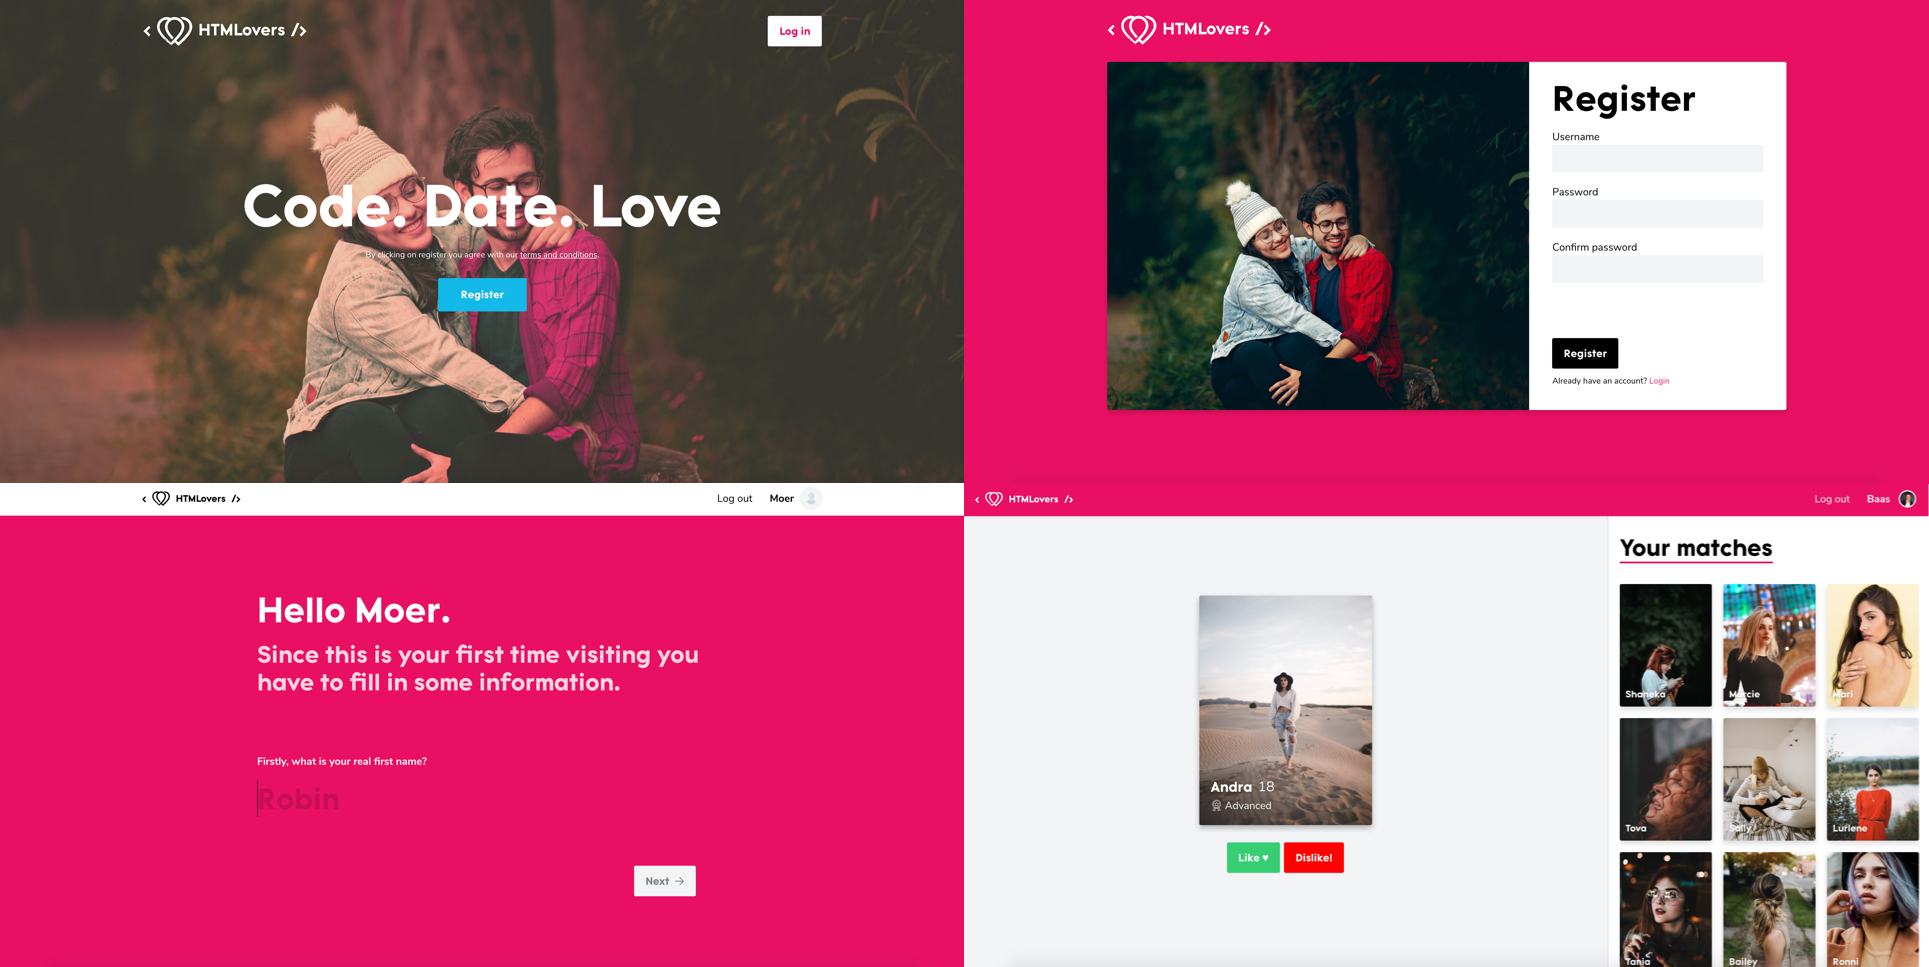 < HTMLovers />
Log in
Code. Date. Love
By clicking on register you agree with our terms and conditions.
Register
< HTMLovers />
Register
Username
Password
Confirm password
Register
Already have an account? Login
< HTMLovers />
Log out
Moer
Hello Moer.
Since this is your first time visiting you
have to fill in some information.
Firstly, what is your real first name?
Robin
Next →
< HTMLovers />
Log out
Baas
Andra 18
Advanced
Like ♥
Dislike!
Your matches
Shaneka
Marcie
Mari
Tova
Sally
Lurlene
Tania
Bailey
Ronni